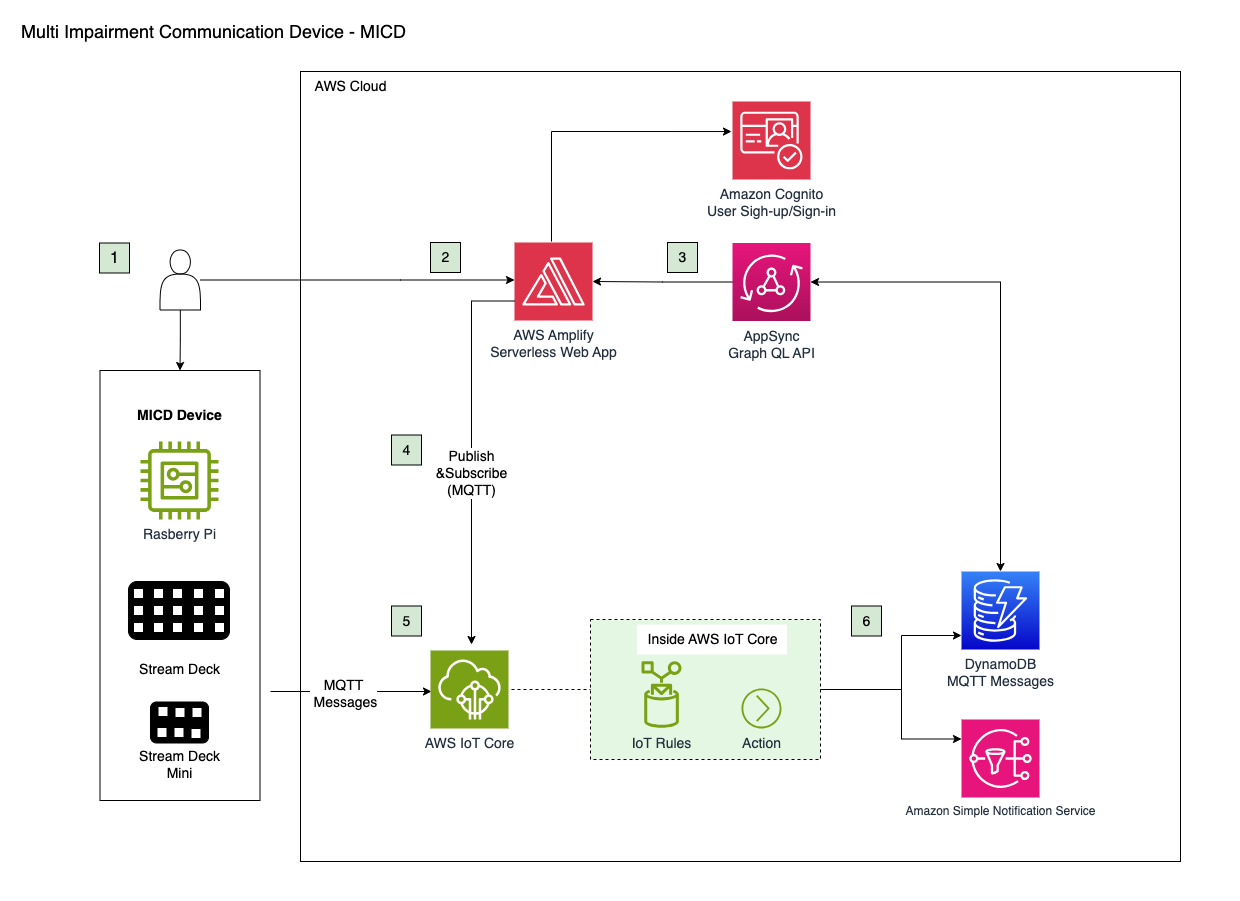 Multi Impairment Communication Device - MICD
AWS Cloud
Amazon Cognito
User Sigh-up/Sign-in
1
2
3
AWS Amplify
Serverless Web App
AppSync
Graph QL API
MICD Device
4
Publish
&Subscribe
(MQTT)
Rasberry Pi
5
6
Inside AWS IoT Core
Stream Deck
DynamoDB
MQTT Messages
MQTT
Messages
AWS IoT Core
IoT Rules
Action
Stream Deck
Mini
Amazon Simple Notification Service